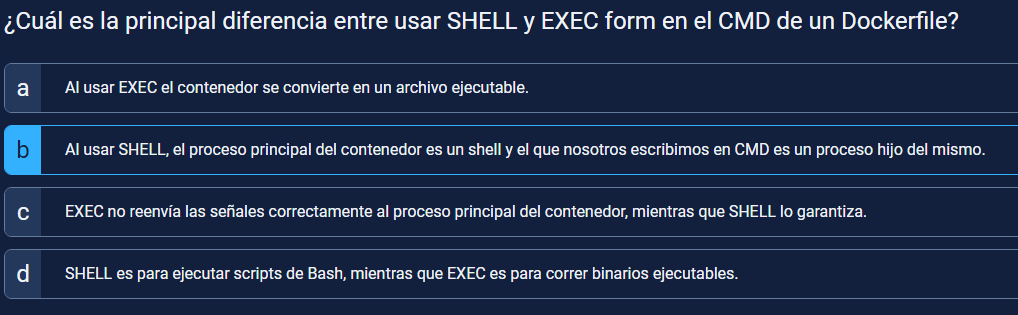 ¿Cuál es la principal diferencia entre usar SHELL y EXEC form en el CMD de un Dockerfile?
a Al usar EXEC el contenedor se convierte en un archivo ejecutable.
b Al usar SHELL, el proceso principal del contenedor es un shell y el que nosotros escribimos en CMD es un proceso hijo del mismo.
c EXEC no reenvía las señales correctamente al proceso principal del contenedor, mientras que SHELL lo garantiza.
d SHELL es para ejecutar scripts de Bash, mientras que EXEC es para correr binarios ejecutables.